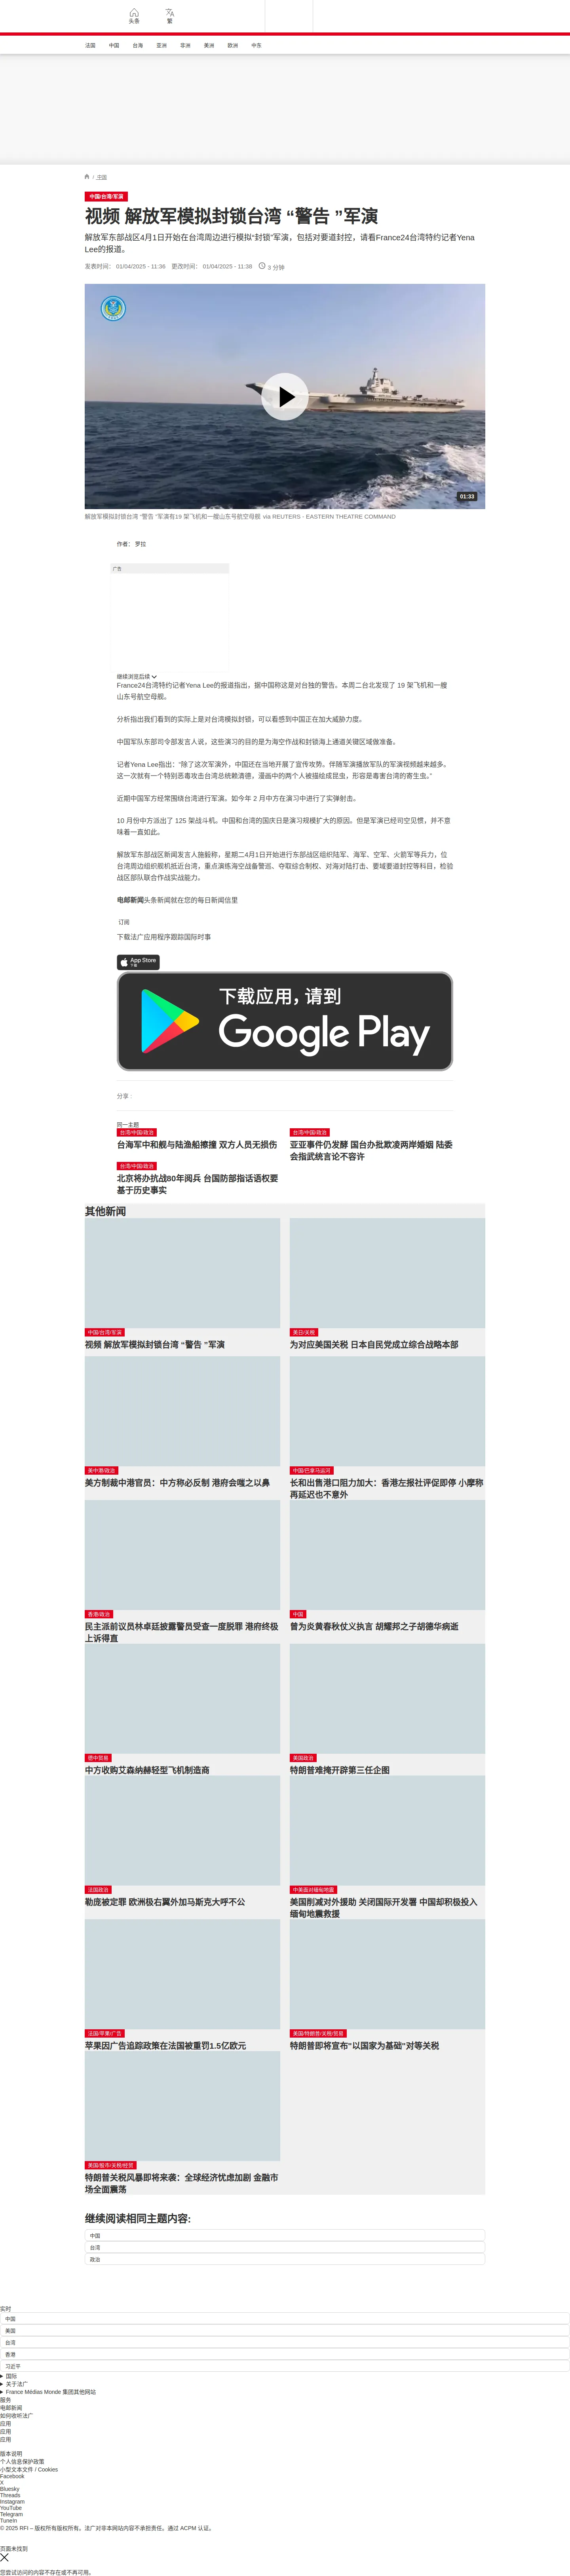 头条
繁
法国
中国
台海
亚洲
非洲
美洲
欧洲
中东
/ 中国
中国/台湾/军演
视频 解放军模拟封锁台湾 “警告 ”军演
解放军东部战区4月1日开始在台湾周边进行模拟“封锁”军演，包括对要道封控，请看France24台湾特约记者Yena
Lee的报道。
发表时间： 01/04/2025 - 11:36 更改时间： 01/04/2025 - 11:38 3 分钟
01:33
解放军模拟封锁台湾 “警告 ”军演有19 架飞机和一艘山东号航空母舰 via REUTERS - EASTERN THEATRE COMMAND
作者： 罗拉
广告
继续浏览后续
France24台湾特约记者Yena Lee的报道指出，据中国称这是对台独的警告。本周二台北发现了 19 架飞机和一艘
山东号航空母舰。
分析指出我们看到的实际上是对台湾模拟封锁，可以看感到中国正在加大威胁力度。
中国军队东部司令部发言人说，这些演习的目的是为海空作战和封锁海上通道关键区域做准备。
记者Yena Lee指出：“除了这次军演外，中国还在当地开展了宣传攻势。伴随军演播放军队的军演视频越来越多。
这一次就有一个特别恶毒攻击台湾总统赖清德，漫画中的两个人被描绘成昆虫，形容是毒害台湾的寄生虫。”
近期中国军方经常围绕台湾进行军演。如今年 2 月中方在演习中进行了实弹射击。
10 月份中方派出了 125 架战斗机。中国和台湾的国庆日是演习规模扩大的原因。但是军演已经司空见惯，并不意
味着一直如此。
解放军东部战区新闻发言人施毅称，星期二4月1日开始进行东部战区组织陆军、海军、空军、火箭军等兵力，位
台湾周边组织舰机抵近台湾，重点演练海空战备警巡、夺取综合制权、对海对陆打击、要域要道封控等科目，检验
战区部队联合作战实战能力。
电邮新闻头条新闻就在您的每日新闻信里
订阅
下载法广应用程序跟踪国际时事
App Store
下载
下载应用，请到
Google Play
分享 :
同一主题
台湾/中国/政治
台海军中和舰与陆渔船擦撞 双方人员无损伤
台湾/中国/政治
亚亚事件仍发酵 国台办批欺凌两岸婚姻 陆委
会指武统言论不容许
台湾/中国/政治
北京将办抗战80年阅兵 台国防部指话语权要
基于历史事实
其他新闻
中国/台湾/军演
视频 解放军模拟封锁台湾 “警告 ”军演
美日/关税
为对应美国关税 日本自民党成立综合战略本部
美中港/政治
美方制裁中港官员：中方称必反制 港府会嗤之以鼻
中国/巴拿马运河
长和出售港口阻力加大：香港左报社评促即停 小摩称
再延迟也不意外
香港/政治
民主派前议员林卓廷披露警员受查一度脱罪 港府终极
上诉得直
中国
曾为炎黄春秋仗义执言 胡耀邦之子胡德华病逝
德中贸易
中方收购艾森纳赫轻型飞机制造商
美国政治
特朗普难掩开辟第三任企图
法国政治
勒庞被定罪 欧洲极右翼外加马斯克大呼不公
中美面对缅甸地震
美国削减对外援助 关闭国际开发署 中国却积极投入
缅甸地震救援
法国/苹果/广告
苹果因广告追踪政策在法国被重罚1.5亿欧元
美国/特朗普/关税/贸易
特朗普即将宣布"以国家为基础"对等关税
美国/股市/关税/经贸
特朗普关税风暴即将来袭：全球经济忧虑加剧 金融市
场全面震荡
继续阅读相同主题内容:
中国
台湾
政治
实时
中国
美国
台湾
香港
习近平
国际
关于法广
France Médias Monde 集团其他网站
服务
电邮新闻
如何收听法广
应用
应用
应用
版本说明
个人信息保护政策
小型文本文件 / Cookies
Facebook
X
Bluesky
Threads
Instagram
YouTube
Telegram
TuneIn
© 2025 RFI – 版权所有版权所有。法广对非本网站内容不承担责任。通过 ACPM 认证。
页面未找到
您尝试访问的内容不存在或不再可用。